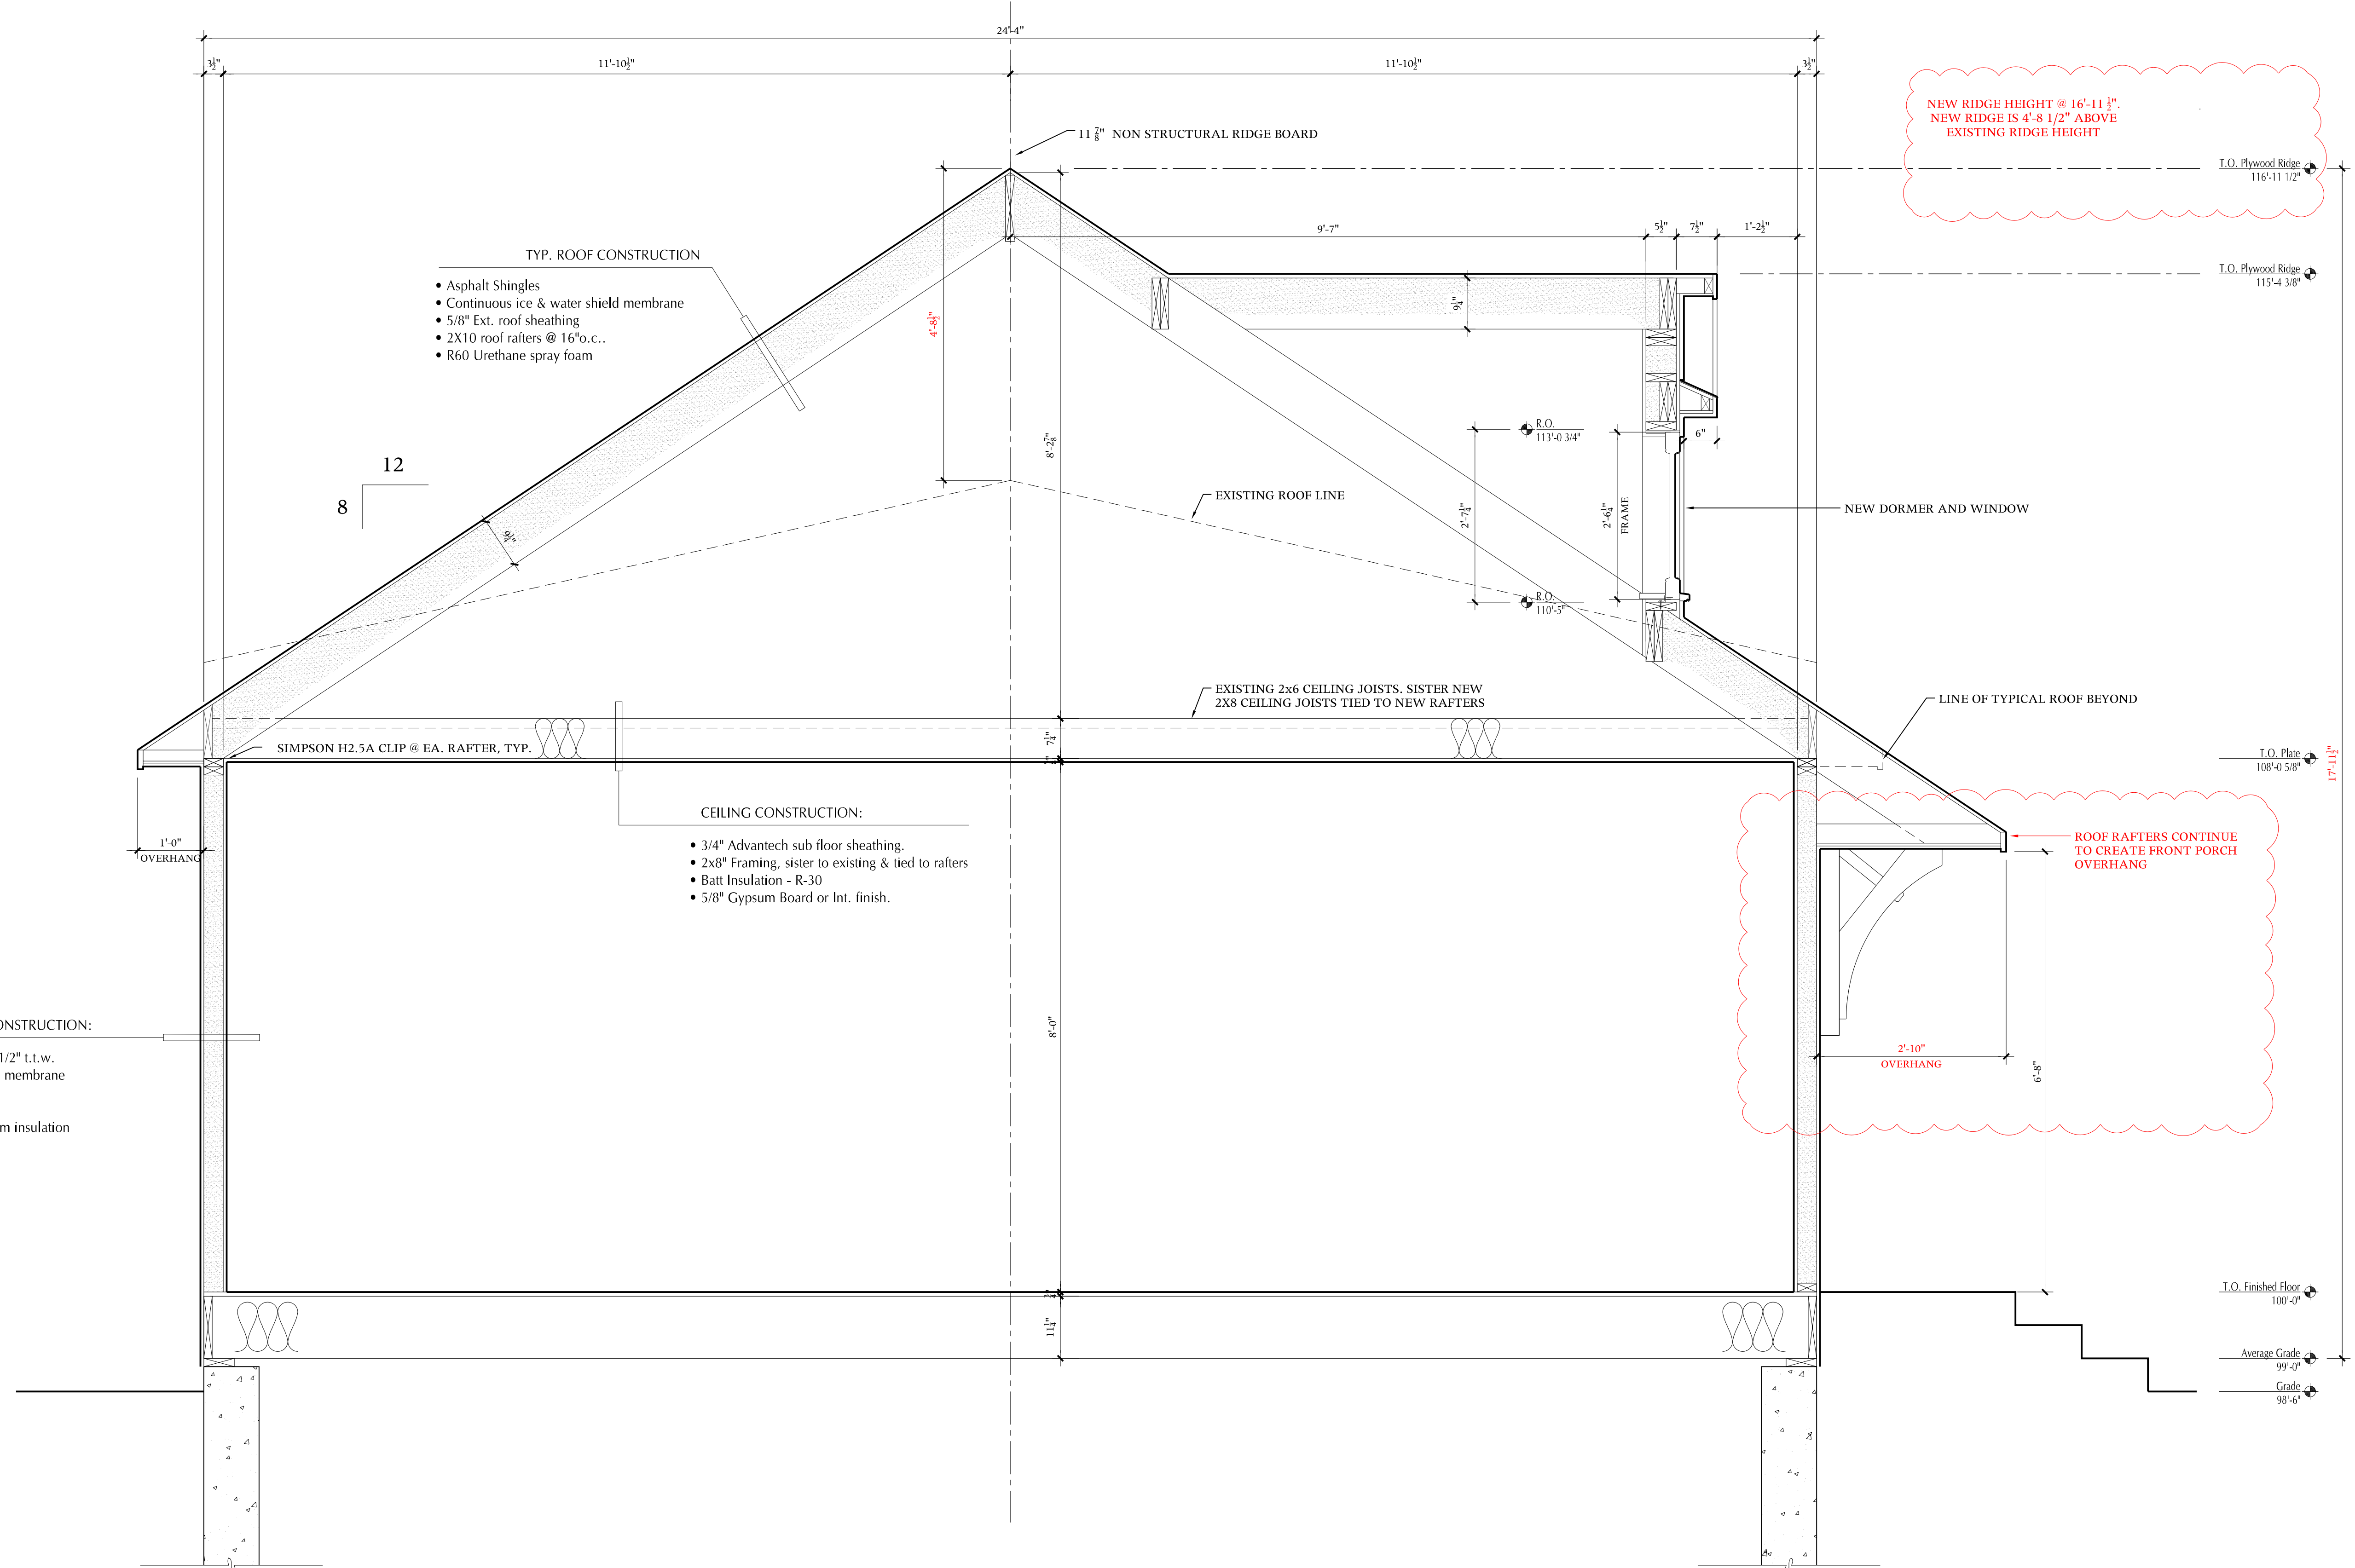 24'-4"
3½"
11'-10½"
11'-10½"
3½"
NEW RIDGE HEIGHT @ 16'-11 ½".
NEW RIDGE IS 4'-8 1/2" ABOVE
EXISTING RIDGE HEIGHT
11 ⅞" NON STRUCTURAL RIDGE BOARD
T.O. Plywood Ridge
116'-11 1/2"
9'-7"
5½"
7½"
1'-2½"
TYP. ROOF CONSTRUCTION
• Asphalt Shingles
• Continuous ice & water shield membrane
• 5/8" Ext. roof sheathing
• 2X10 roof rafters @ 16"o.c..
• R60 Urethane spray foam
T.O. Plywood Ridge
115'-4 3/8"
9¼"
4'-8½"
8'-2⅞"
R.O.
113'-0 3/4"
6"
12
8
9¼"
EXISTING ROOF LINE
2'-7¼"
2'-6¼"
FRAME
NEW DORMER AND WINDOW
R.O.
110'-5"
EXISTING 2x6 CEILING JOISTS. SISTER NEW
2X8 CEILING JOISTS TIED TO NEW RAFTERS
LINE OF TYPICAL ROOF BEYOND
SIMPSON H2.5A CLIP @ EA. RAFTER, TYP.
7¼"
T.O. Plate
108'-0 5/8"
17'-11½"
CEILING CONSTRUCTION:
• 3/4" Advantech sub floor sheathing.
• 2x8" Framing, sister to existing & tied to rafters
• Batt Insulation - R-30
• 5/8" Gypsum Board or Int. finish.
1'-0"
OVERHANG
ROOF RAFTERS CONTINUE
TO CREATE FRONT PORCH
OVERHANG
ONSTRUCTION:
1/2" t.t.w.
membrane
m insulation
8'-0"
2'-10"
OVERHANG
6'-8"
¾"
11¼"
T.O. Finished Floor
100'-0"
Average Grade
99'-0"
Grade
98'-6"